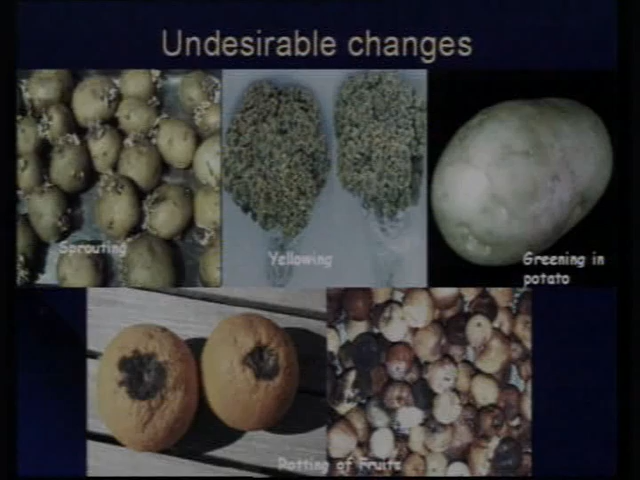 Undesirable changes
Sprouting
Yellowing
Greening in
potato
Rotting of Fruits